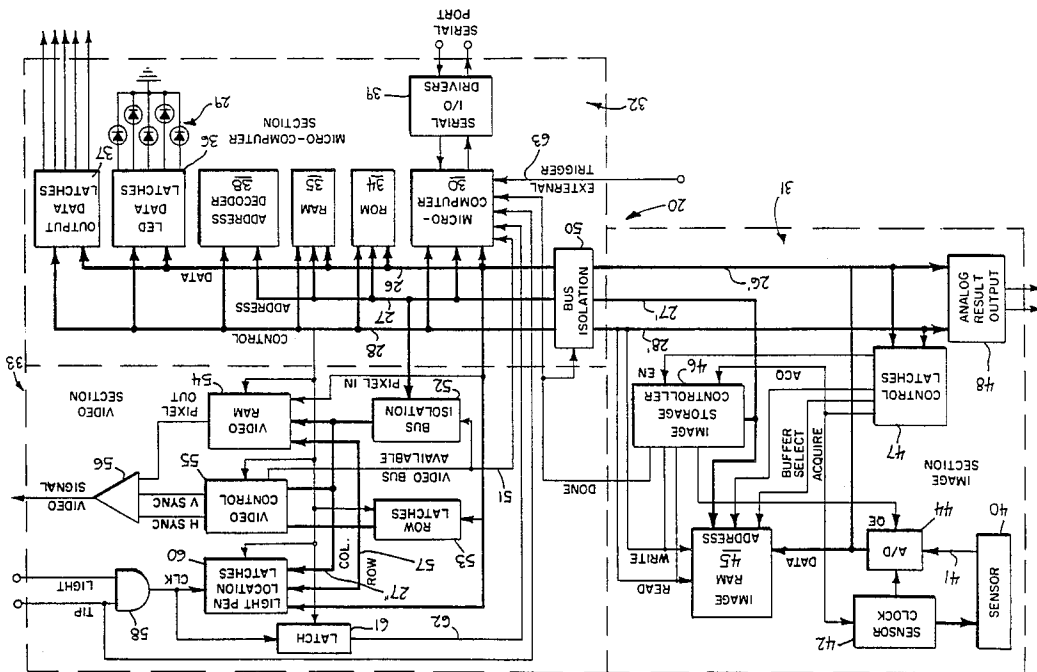 SENSOR
40
41
SENSOR
CLOCK
42
A/D
44
OE
DATA
IMAGE
RAM
45
ADDRESS
READ
WRITE
IMAGE
SECTION
BUFFER
SELECT
ACQUIRE
CONTROL
LATCHES
47
ACQ
EN
IMAGE
STORAGE
CONTROLLER
46
DONE
ANALOG
RESULT
OUTPUT
48
28'
27'
26'
31
BUS
ISOLATION
50
20
TIP
LIGHT
58
CLK
LATCH
61
62
LIGHT PEN
LOCATION
LATCHES
60
27"
COL.
ROW
57
ROW
LATCHES
53
VIDEO
CONTROL
55
H SYNC
V SYNC
VIDEO
SIGNAL
56
51
VIDEO BUS
AVAILABLE
BUS
ISOLATION
52
VIDEO
RAM
54
PIXEL IN
PIXEL
OUT
VIDEO
SECTION
33
CONTROL
28
ADDRESS
27
DATA
26
EXTERNAL
TRIGGER
63
MICRO-
COMPUTER
30
ROM
34
RAM
35
ADDRESS
DECODER
38
LED
DATA
LATCHES
36
OUTPUT
DATA
LATCHES
37
29
MICRO-COMPUTER
SECTION
32
SERIAL
I/O
DRIVERS
39
SERIAL
PORT